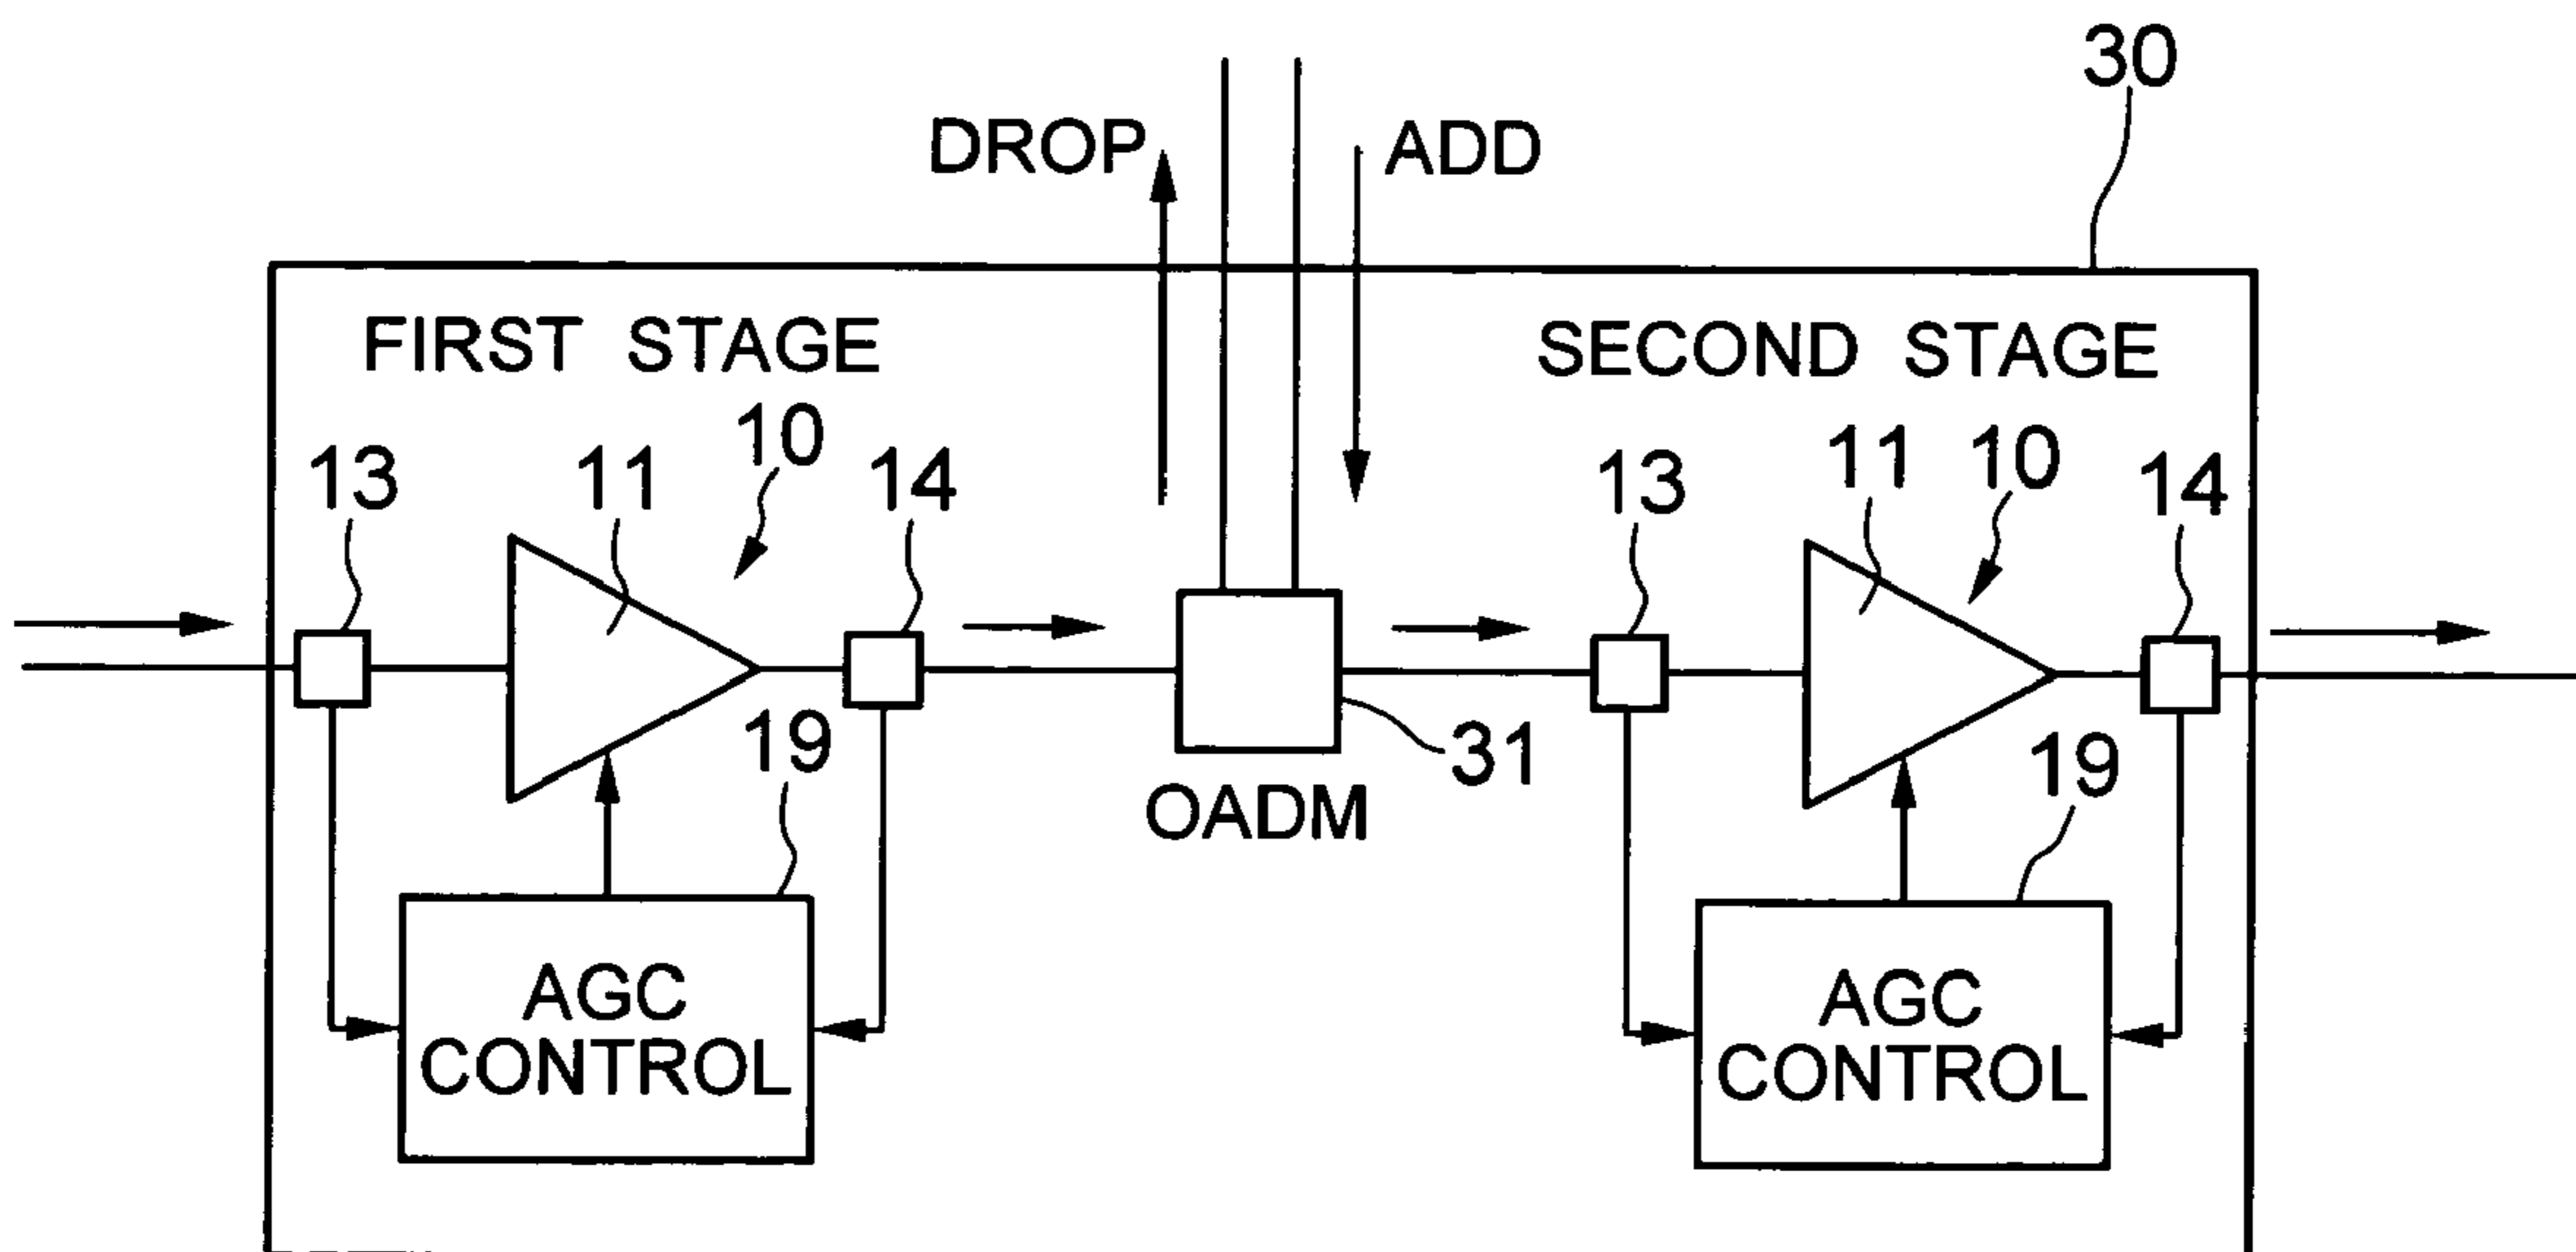 30
DROP
ADD
FIRST STAGE
SECOND STAGE
13
11
10
14
13
11
10
14
19
31
19
OADM
AGC
CONTROL
AGC
CONTROL